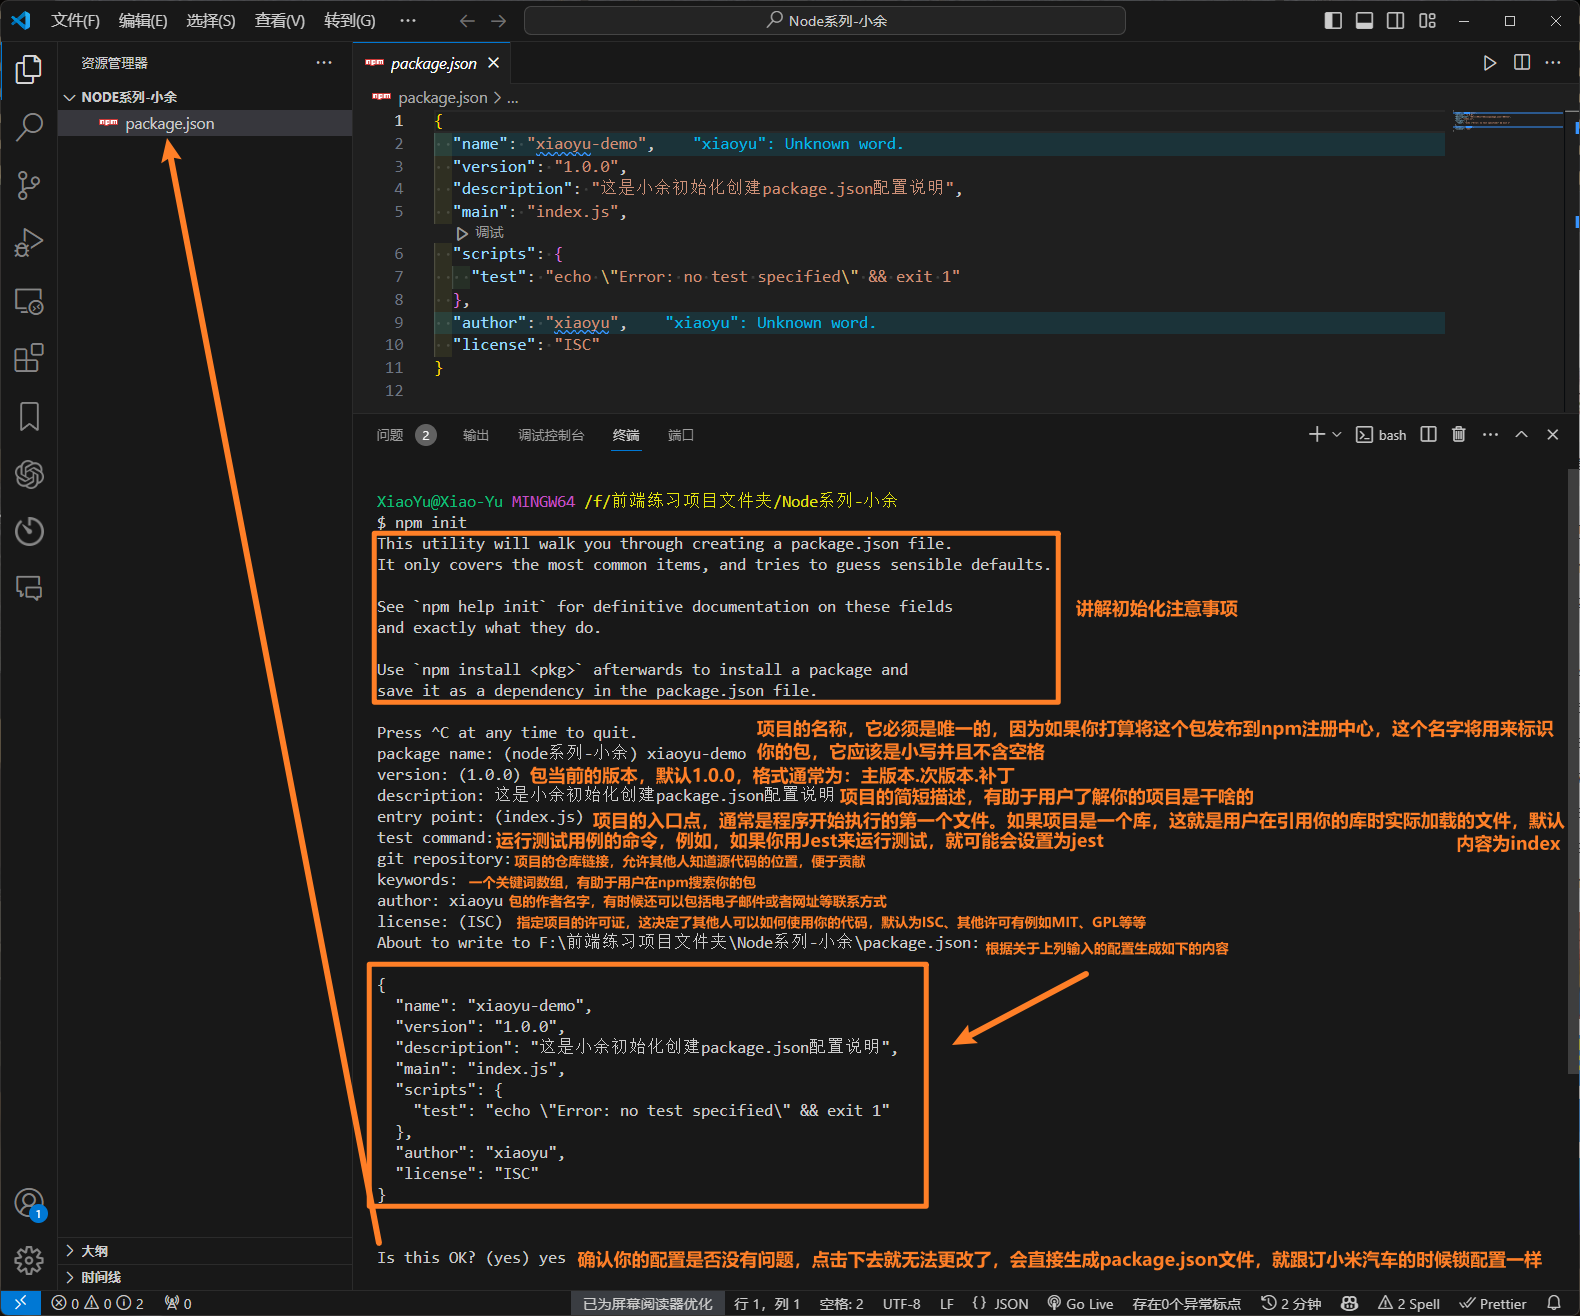 文件(F) 编辑(E) 选择(S) 查看(V) 转到(G) ··· Node系列-小余
资源管理器 ···
NODE系列-小余
npm package.json
npm package.json
npm package.json > ...
1 {
2 "name": "xiaoyu-demo", "xiaoyu": Unknown word.
3 "version": "1.0.0",
4 "description": "这是小余初始化创建package.json配置说明",
5 "main": "index.js",
调试
6 "scripts": {
7 "test": "echo \"Error: no test specified\" && exit 1"
8 },
9 "author": "xiaoyu", "xiaoyu": Unknown word.
10 "license": "ISC"
11 }
12
问题 2 输出 调试控制台 终端 端口 bash
XiaoYu@Xiao-Yu MINGW64 /f/前端练习项目文件夹/Node系列-小余
$ npm init
This utility will walk you through creating a package.json file.
It only covers the most common items, and tries to guess sensible defaults.
See `npm help init` for definitive documentation on these fields
and exactly what they do.
讲解初始化注意事项
Use `npm install <pkg>` afterwards to install a package and
save it as a dependency in the package.json file.
Press ^C at any time to quit.
项目的名称，它必须是唯一的，因为如果你打算将这个包发布到npm注册中心，这个名字将用来标识
你的包，它应该是小写并且不含空格
package name: (node系列-小余) xiaoyu-demo
version: (1.0.0) 包当前的版本，默认1.0.0，格式通常为：主版本.次版本.补丁
description: 这是小余初始化创建package.json配置说明 项目的简短描述，有助于用户了解你的项目是干啥的
entry point: (index.js) 项目的入口点，通常是程序开始执行的第一个文件。如果项目是一个库，这就是用户在引用你的库时实际加载的文件，默认
内容为index
test command: 运行测试用例的命令，例如，如果你用Jest来运行测试，就可能会设置为jest
git repository: 项目的仓库链接，允许其他人知道源代码的位置，便于贡献
keywords: 一个关键词数组，有助于用户在npm搜索你的包
author: xiaoyu 包的作者名字，有时候还可以包括电子邮件或者网址等联系方式
license: (ISC) 指定项目的许可证，这决定了其他人可以如何使用你的代码，默认为ISC、其他许可有例如MIT、GPL等等
About to write to F:\前端练习项目文件夹\Node系列-小余\package.json: 根据关于上列输入的配置生成如下的内容
{
"name": "xiaoyu-demo",
"version": "1.0.0",
"description": "这是小余初始化创建package.json配置说明",
"main": "index.js",
"scripts": {
"test": "echo \"Error: no test specified\" && exit 1"
},
"author": "xiaoyu",
"license": "ISC"
}
Is this OK? (yes) yes 确认你的配置是否没有问题，点击下去就无法更改了，会直接生成package.json文件，就跟订小米汽车的时候锁配置一样
1
大纲
时间线
0 0 2 0 已为屏幕阅读器优化 行 1，列 1 空格: 2 UTF-8 LF {} JSON Go Live 存在0个异常标点 2 分钟 2 Spell Prettier